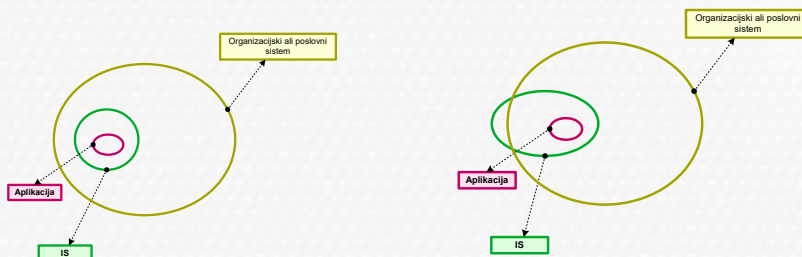 Organizacijski ali poslovni
sistem
Aplikacija
IS
Organizacijski ali poslovni
sistem
Aplikacija
IS